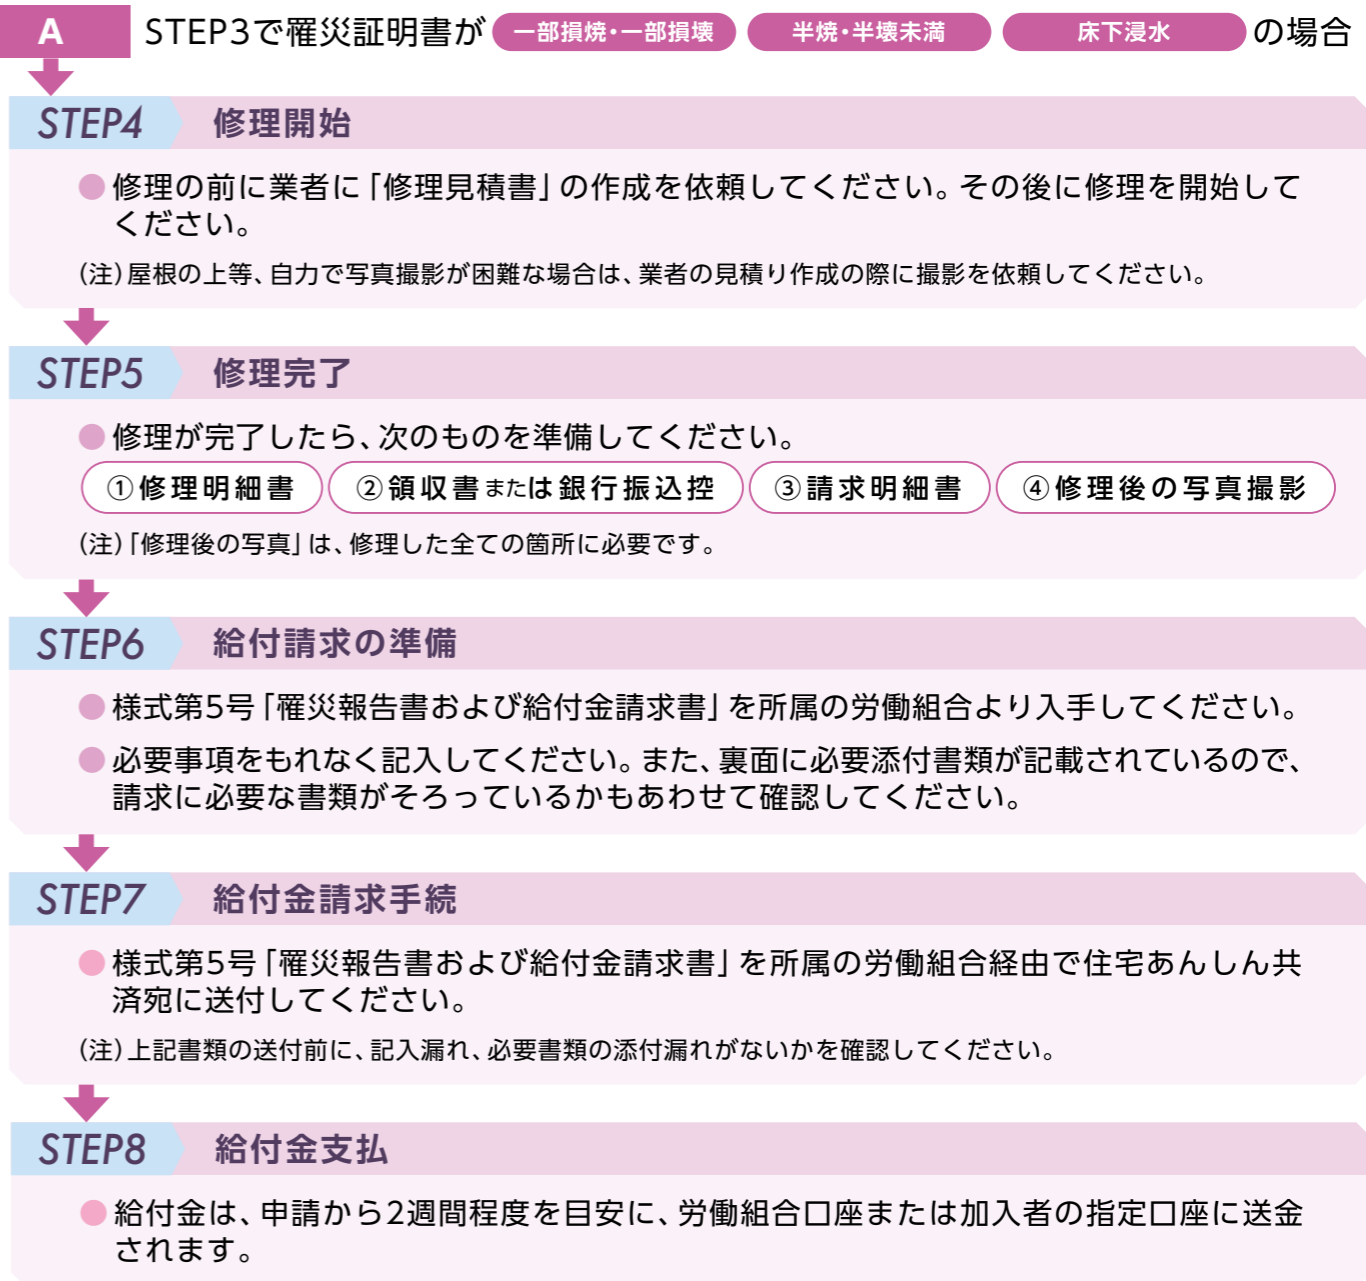 A STEP3で罹災証明書が 一部損焼・一部損壊 半焼・半壊未満 床下浸水 の場合
STEP4 修理開始
●修理の前に業者に「修理見積書」の作成を依頼してください。その後に修理を開始して
ください。
(注)屋根の上等、自力で写真撮影が困難な場合は、業者の見積り作成の際に撮影を依頼してください。
STEP5 修理完了
●修理が完了したら、次のものを準備してください。
①修理明細書 ②領収書または銀行振込控 ③請求明細書 ④修理後の写真撮影
(注)「修理後の写真」は、修理した全ての箇所に必要です。
STEP6 給付請求の準備
●様式第5号「罹災報告書および給付金請求書」を所属の労働組合より入手してください。
●必要事項をもれなく記入してください。また、裏面に必要添付書類が記載されているので、
請求に必要な書類がそろっているかもあわせて確認してください。
STEP7 給付金請求手続
●様式第5号「罹災報告書および給付金請求書」を所属の労働組合経由で住宅あんしん共
済宛に送付してください。
(注)上記書類の送付前に、記入漏れ、必要書類の添付漏れがないかを確認してください。
STEP8 給付金支払
●給付金は、申請から2週間程度を目安に、労働組合口座または加入者の指定口座に送金
されます。